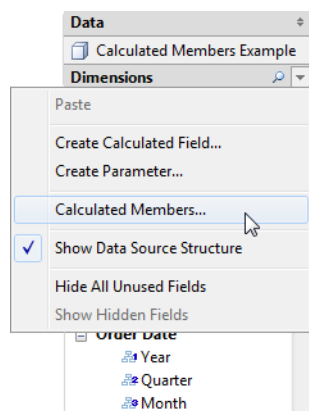 Data
Calculated Members Example
Dimensions
Paste
Create Calculated Field...
Create Parameter...
Calculated Members...
Show Data Source Structure
Hide All Unused Fields
Show Hidden Fields
Order Date
Year
Quarter
Month